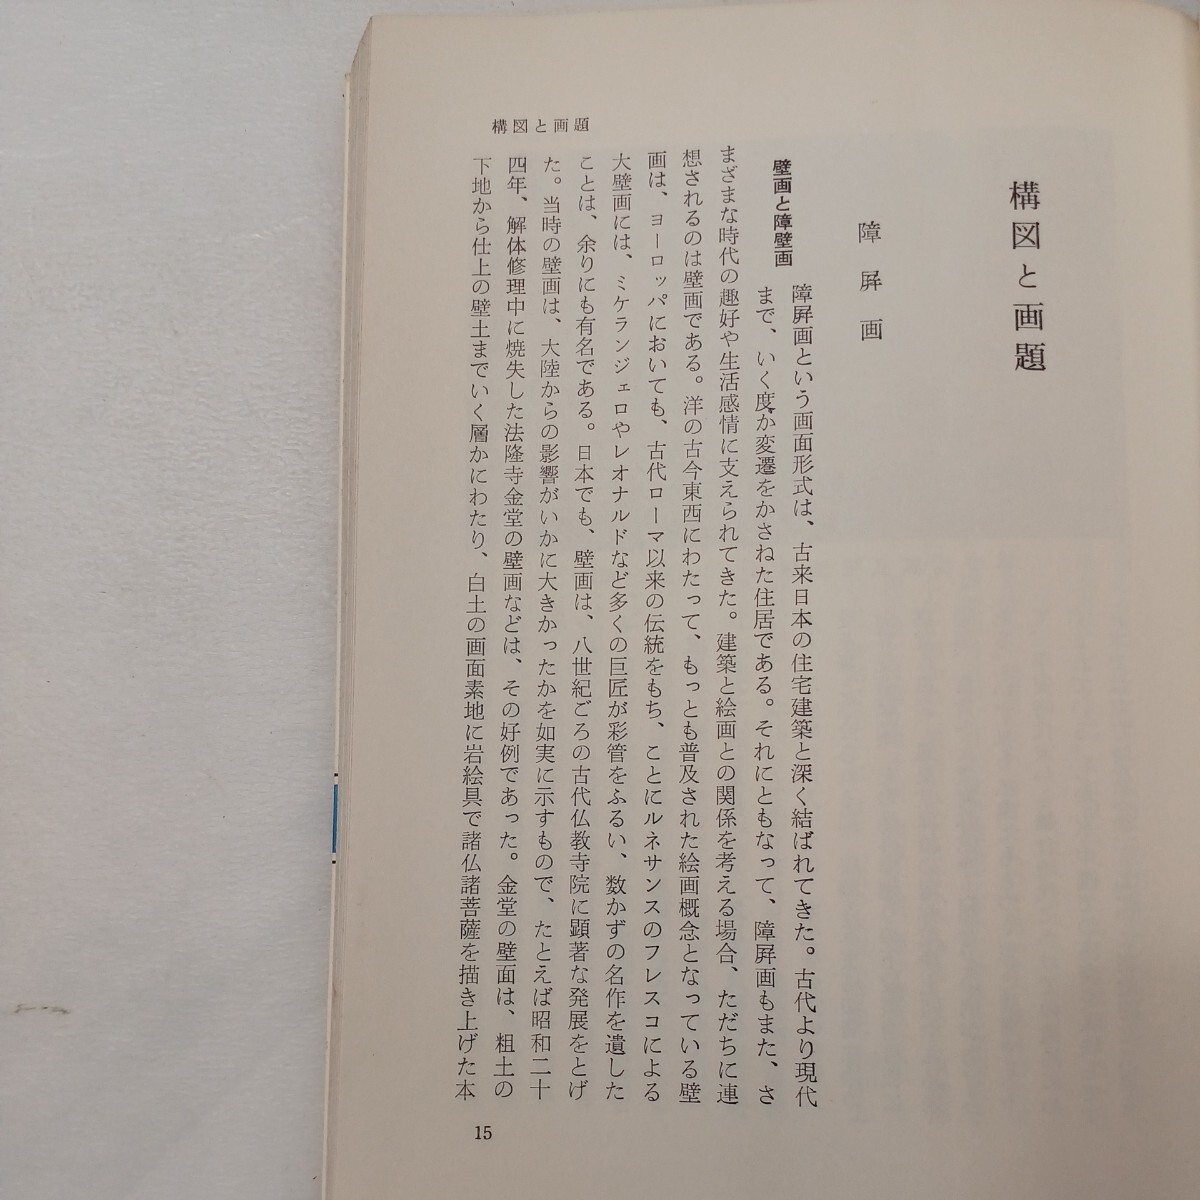 構図と画題
構図と画題
障屛画
壁画と障壁画
障屛画という画面形式は、古来日本の住宅建築と深く結ばれてきた。古代より現代
まで、いく度か変遷をかさねた住居である。それにともなって、障屛画もまた、さ
まざまな時代の趣好や生活感情に支えられてきた。建築と絵画との関係を考える場合、ただちに連
想されるのは壁画である。洋の古今東西にわたって、もっとも普及された絵画概念となっている壁
画は、ヨーロッパにおいても、古代ローマ以来の伝統をもち、ことにルネサンスのフレスコによる
大壁画には、ミケランジェロやレオナルドなど多くの巨匠が彩管をふるい、数かずの名作を遺した
ことは、余りにも有名である。日本でも、壁画は、八世紀ごろの古代仏教寺院に顕著な発展をとげ
た。当時の壁画は、大陸からの影響がいかに大きかったかを如実に示すもので、たとえば昭和二十
四年、解体修理中に焼失した法隆寺金堂の壁画などは、その好例であった。金堂の壁面は、粗土の
下地から仕上の壁土までいく層かにわたり、白土の画面素地に岩絵具で諸仏諸菩薩を描き上げた本
15